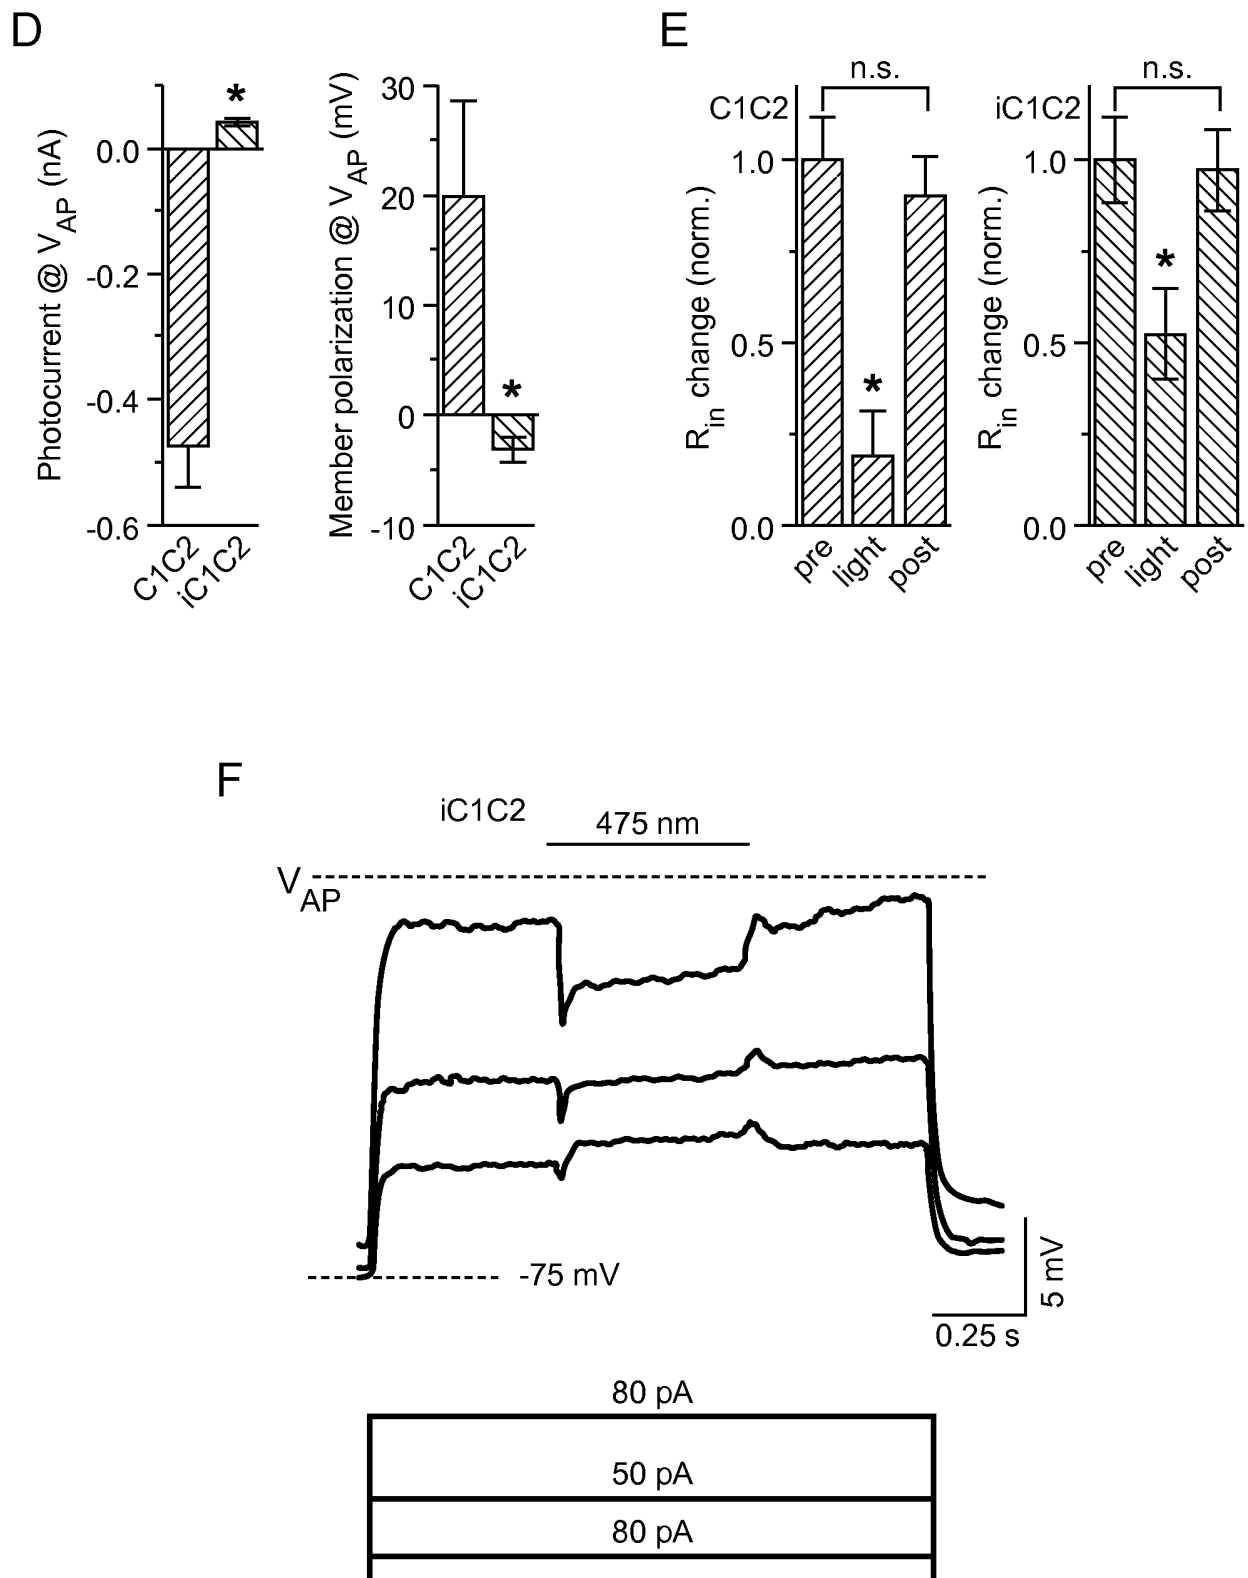 D
Photocurrent @ VAP (nA)
0.0
-0.2
-0.4
-0.6
*
C1C2
iC1C2
Member polarization @ VAP (mV)
30
20
10
0
-10
*
C1C2
iC1C2
E
C1C2
n.s.
Rin change (norm.)
1.0
0.5
0.0
*
pre
light
post
iC1C2
n.s.
Rin change (norm.)
1.0
0.5
0.0
*
pre
light
post
F
iC1C2
475 nm
VAP
-75 mV
5 mV
0.25 s
80 pA
50 pA
80 pA